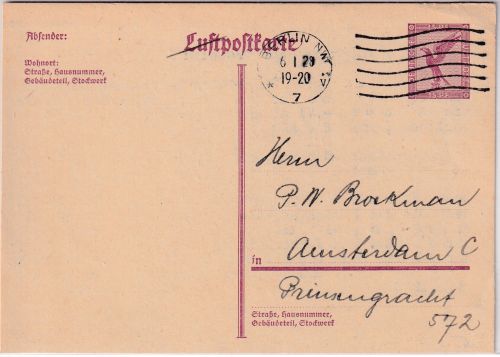 Absender:
Luftpostkarte
Wohnort:
Straße, Hausnummer,
Gebäudeteil, Stockwerk
BERLIN NW
6 1 29
19-20
7
Herrn
P. W. Brockman
in Amsterdam C
Prinsengracht
572
Straße, Hausnummer,
Gebäudeteil, Stockwerk